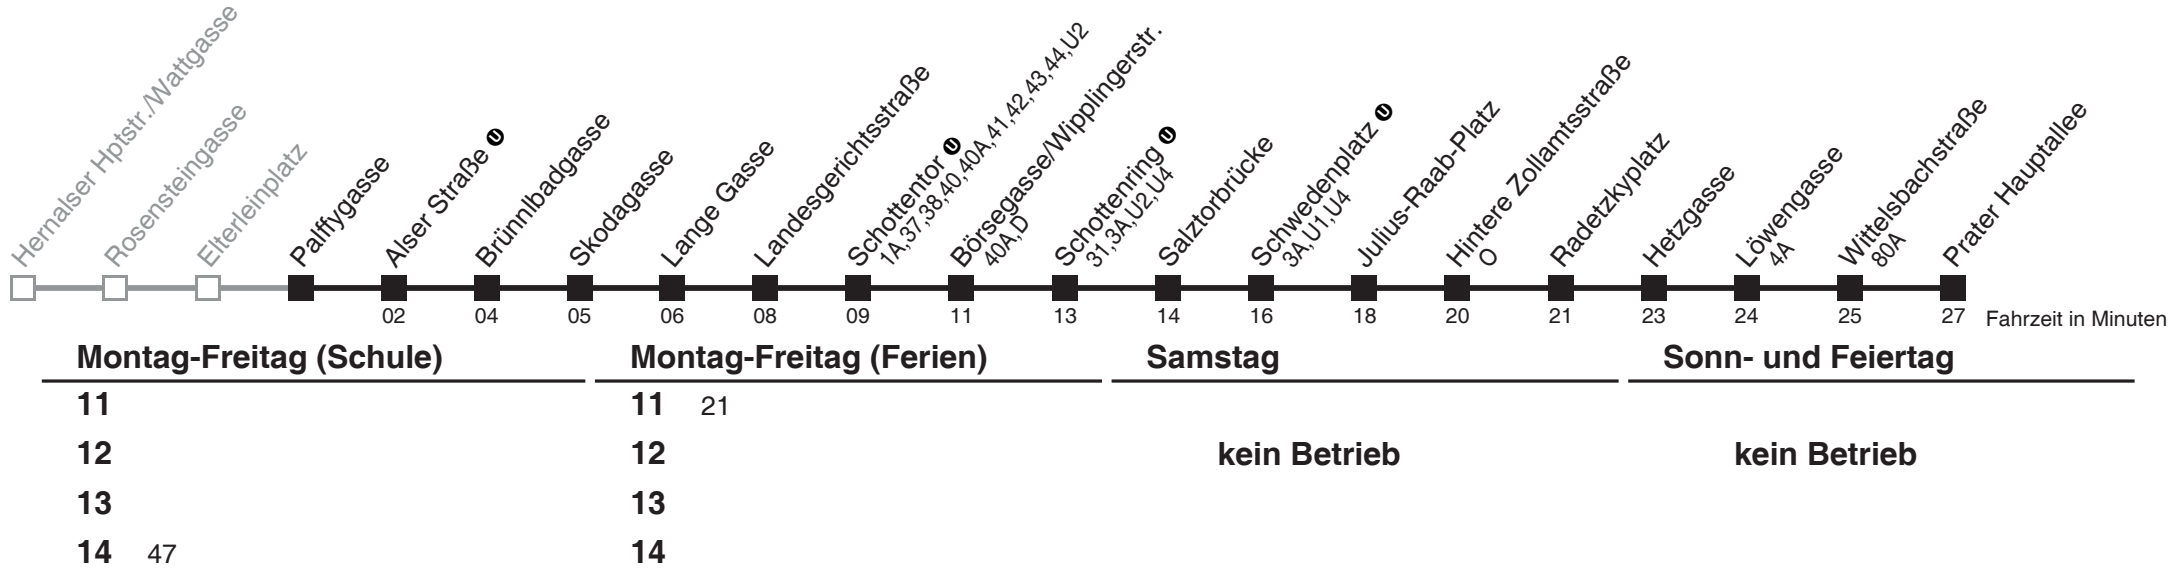 Hernalser Hptstr./Wattgasse
Rosensteingasse
Elterleinplatz
Palffygasse
Alser Straße U
Brünnlbadgasse
Skodagasse
Lange Gasse
Landesgerichtsstraße
Schottentor U
1A,37,38,40,40A,41,42,43,44,U2
Börsegasse/Wipplingerstr.
40A,D
Schottenring U
31,3A,U2,U4
Salztorbrücke
Schwedenplatz U
3A,U1,U4
Julius-Raab-Platz
Hintere Zollamtsstraße
O
Radetzkyplatz
Hetzgasse
Löwengasse
4A
Wittelsbachstraße
80A
Prater Hauptallee
02 04 05 06 08 09 11 13 14 16 18 20 21 23 24 25 27 Fahrzeit in Minuten
Montag-Freitag (Schule) Montag-Freitag (Ferien) Samstag Sonn- und Feiertag
11 11 21
12 12 kein Betrieb kein Betrieb
13 13
14 47 14